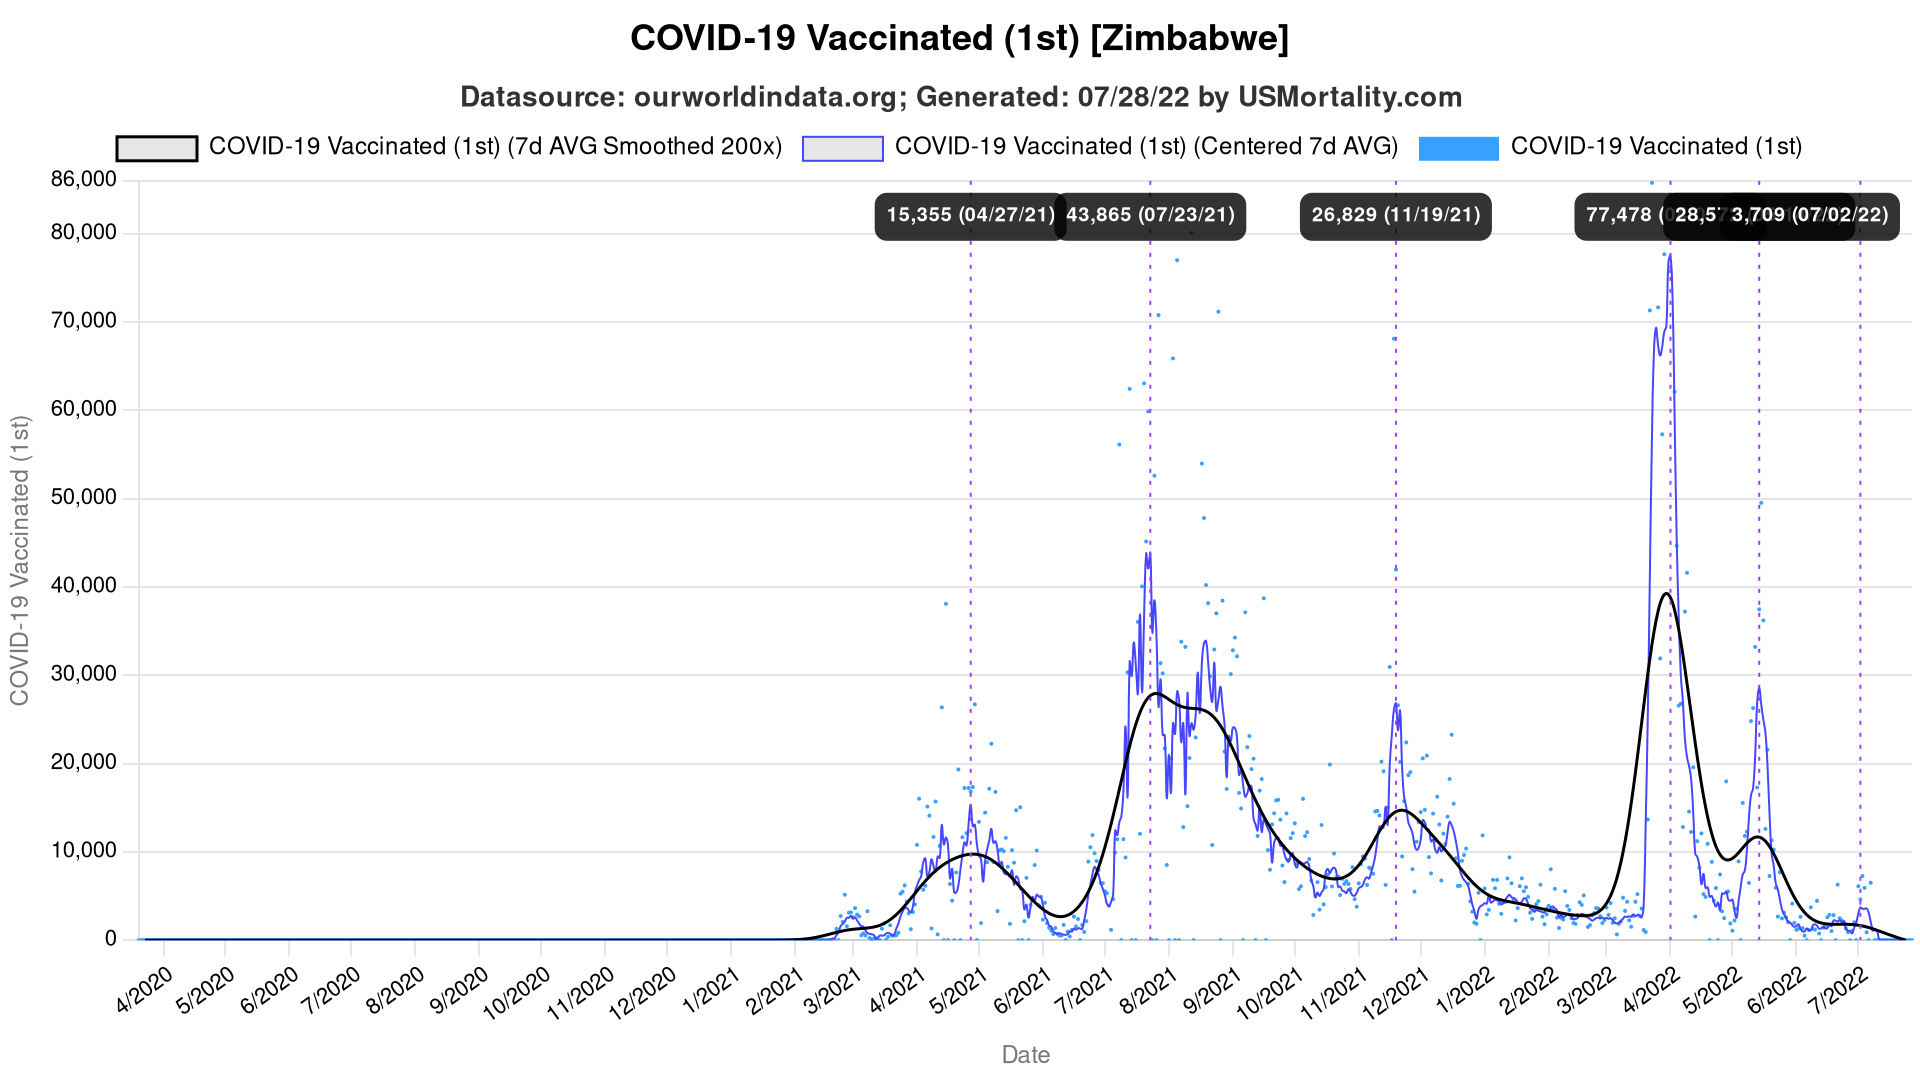 COVID-19 Vaccinated (1st) [Zimbabwe]
Datasource: ourworldindata.org; Generated: 07/28/22 by USMortality.com
COVID-19 Vaccinated (1st) (7d AVG Smoothed 200x) COVID-19 Vaccinated (1st) (Centered 7d AVG) COVID-19 Vaccinated (1st)
86,000
15,355 (04/27/21) 43,865 (07/23/21) 26,829 (11/19/21) 77,478 28,57 3,709 (07/02/22)
80,000
70,000
60,000
50,000
40,000
30,000
20,000
10,000
0
COVID-19 Vaccinated (1st)
4/2020 5/2020 6/2020 7/2020 8/2020 9/2020 10/2020 11/2020 12/2020 1/2021 2/2021 3/2021 4/2021 5/2021 6/2021 7/2021 8/2021 9/2021 10/2021 11/2021 12/2021 1/2022 2/2022 3/2022 4/2022 5/2022 6/2022 7/2022
Date